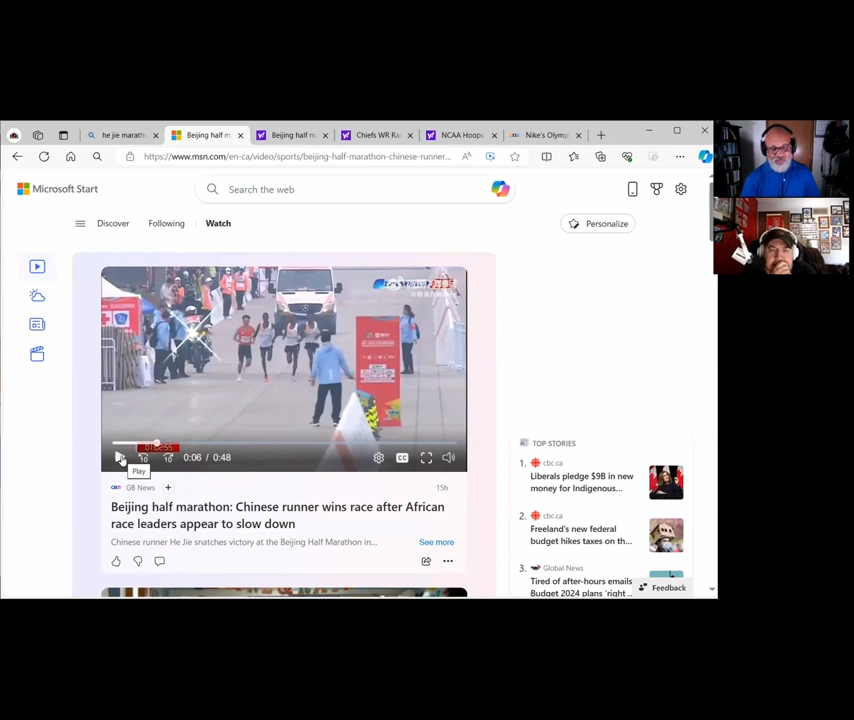 he jie marath
Beijing half m
Beijing half m
Chiefs WR Ra
NCAA Hoops
Nike's Olymp
https://www.msn.com/en-ca/video/sports/beijing-half-marathon-chinese-runner...
Microsoft Start
Search the web
Discover
Following
Watch
Personalize
10
10
0:06 / 0:48
CC
Play
GB News
15h
Beijing half marathon: Chinese runner wins race after African
race leaders appear to slow down
Chinese runner He Jie snatches victory at the Beijing Half Marathon in...
See more
TOP STORIES
1. cbc.ca
Liberals pledge $9B in new
money for Indigenous...
2. cbc.ca
Freeland's new federal
budget hikes taxes on th...
3. Global News
Tired of after-hours emails
Budget 2024 plans 'right ..
Feedback